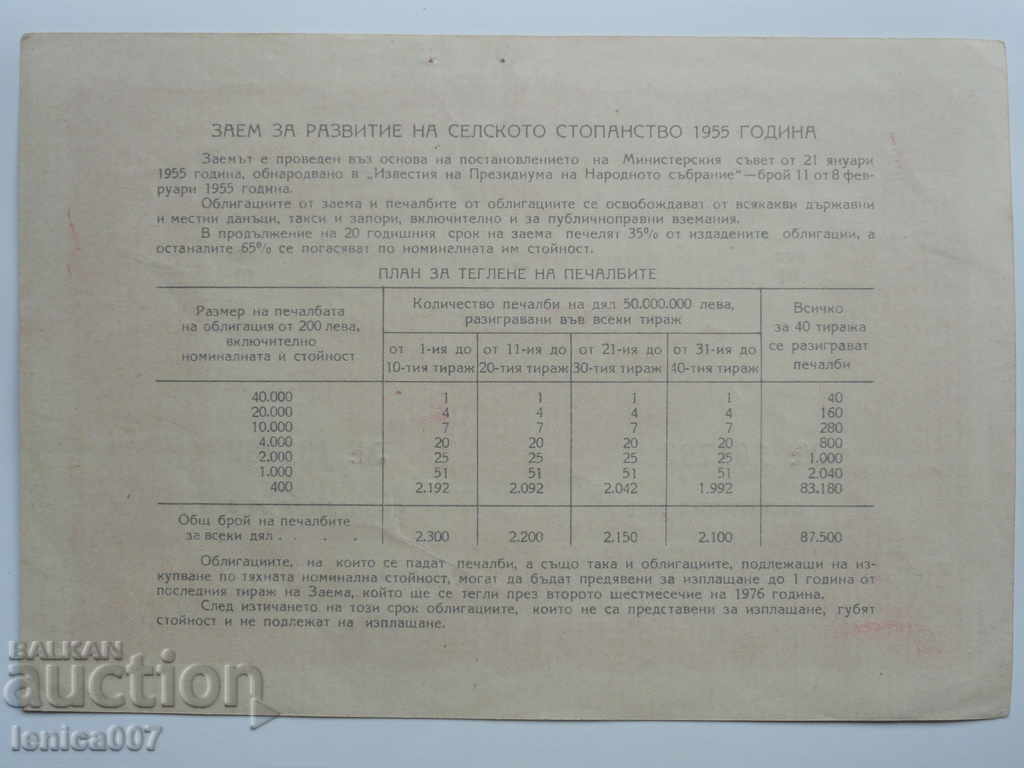 ЗАЕМ ЗА РАЗВИТИЕ НА СЕЛСКОТО СТОПАНСТВО 1955 ГОДИНА
Заемът е проведен въз основа на постановлението на Министерския съвет от 21 януари
1955 година, обнародвано в „Известия на Президиума на Народното събрание“—брой 11 от 8 фев-
руари 1955 година.
Облигациите от заема и печалбите от облигациите се освобождават от всякакви държавни
и местни данъци, такси и запори, включително и за публичноправни вземания.
В продължение на 20 годишния срок на заема печелят 35% от издадените облигации, а
останалите 65% се погасяват по номиналната им стойност.
ПЛАН ЗА ТЕГЛЕНЕ НА ПЕЧАЛБИТЕ
Размер на печалбата
на облигация от 200 лева,
включително
номиналната ѝ стойност
Количество печалби на дял 50.000.000 лева,
разигравани във всеки тираж
от 1-ия до 10-тия тираж
от 11-ия до 20-тия тираж
от 21-ия до 30-тия тираж
от 31-ия до 40-тия тираж
Всичко
за 40 тиража
се разиграват
печалби
40.000 1 1 1 1 40
20.000 4 4 4 4 160
10.000 7 7 7 7 280
4.000 20 20 20 20 800
2.000 25 25 25 25 1.000
1.000 51 51 51 51 2.040
400 2.192 2.092 2.042 1.992 83.180
Общ брой на печалбите
за всеки дял . . . . 2.300 2.200 2.150 2.100 87.500
Облигациите, на които се падат печалби, а също така и облигациите, подлежащи на из-
купване по тяхната номинална стойност, могат да бъдат предявени за изплащане до 1 година от
последния тираж на Заема, който ще се тегли през второто шестмесечие на 1976 година.
След изтичането на този срок облигациите, които не са представени за изплащане, губят
стойност и не подлежат на изплащане.
BALKAN
auction
lenica007